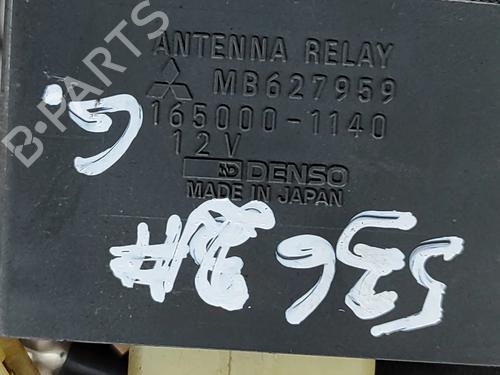 ANTENNA RELAY
MB627959
165000-1140
12V
DENSO
MADE IN JAPAN
B-PARTS